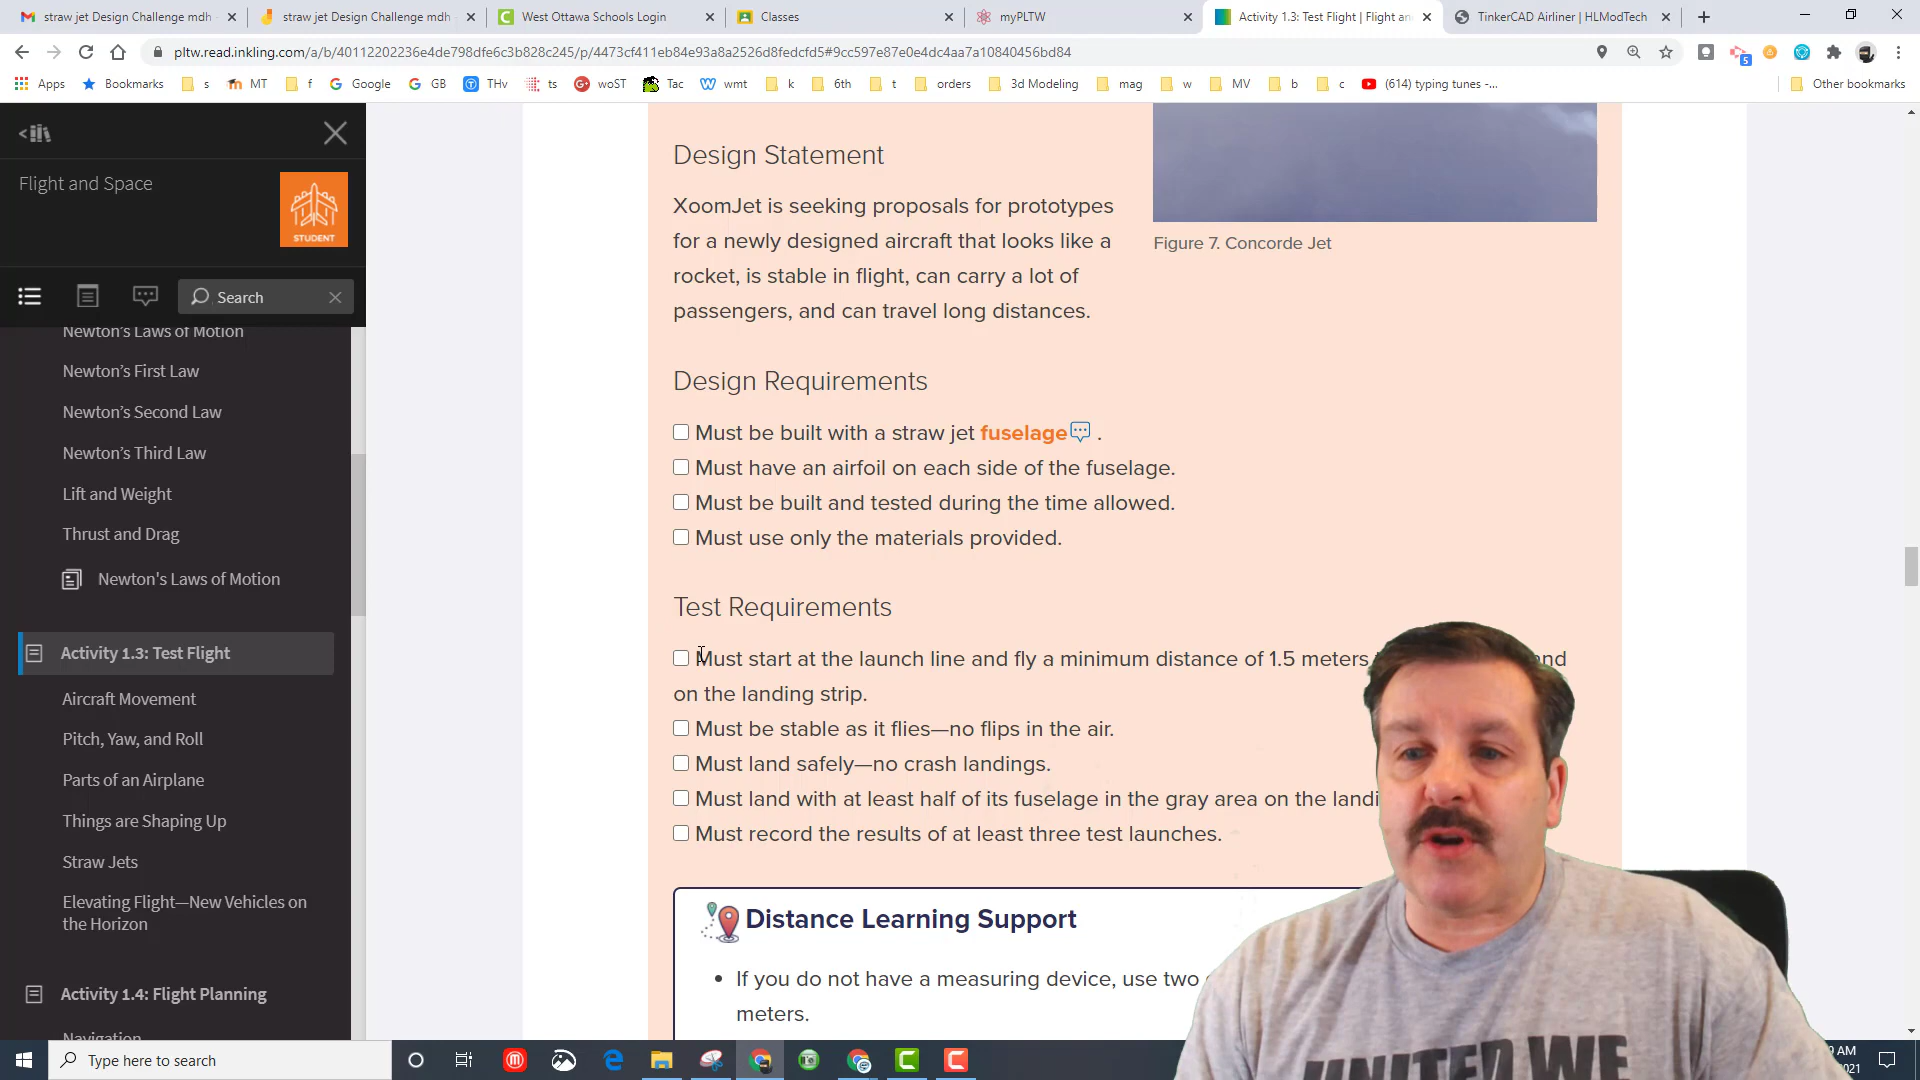 straw jet Design Challenge mdh
straw jet Design Challenge mdh
West Ottawa Schools Login
Classes
myPLTW
Activity 1.3: Test Flight | Flight an
TinkerCAD Airliner | HLModTech
pltw.read.inkling.com/a/b/40112202236e4de798dfe6c3b828c245/p/4473cf411eb84e93a8a2526d8fedcfd5#9cc597e87e0e4dc4aa7a10840456bd84
5
Apps
Bookmarks
s
MT
f
Google
GB
THv
ts
woST
Tac
wmt
k
6th
t
orders
3d Modeling
mag
w
MV
b
c
(614) typing tunes -...
Other bookmarks
Flight and Space
STUDENT
Search
Newton's Laws of Motion
Newton's First Law
Newton's Second Law
Newton's Third Law
Lift and Weight
Thrust and Drag
Newton's Laws of Motion
Activity 1.3: Test Flight
Aircraft Movement
Pitch, Yaw, and Roll
Parts of an Airplane
Things are Shaping Up
Straw Jets
Elevating Flight—New Vehicles on
the Horizon
Activity 1.4: Flight Planning
Navigation
Design Statement
XoomJet is seeking proposals for prototypes
for a newly designed aircraft that looks like a
rocket, is stable in flight, can carry a lot of
passengers, and can travel long distances.
Figure 7. Concorde Jet
Design Requirements
Must be built with a straw jet fuselage .
Must have an airfoil on each side of the fuselage.
Must be built and tested during the time allowed.
Must use only the materials provided.
Test Requirements
Must start at the launch line and fly a minimum distance of 1.5 meters
on the landing strip.
Must be stable as it flies—no flips in the air.
Must land safely—no crash landings.
Must land with at least half of its fuselage in the gray area on the landi
Must record the results of at least three test launches.
Distance Learning Support
• If you do not have a measuring device, use two
meters.
Type here to search
AM
2021
UNITED WE